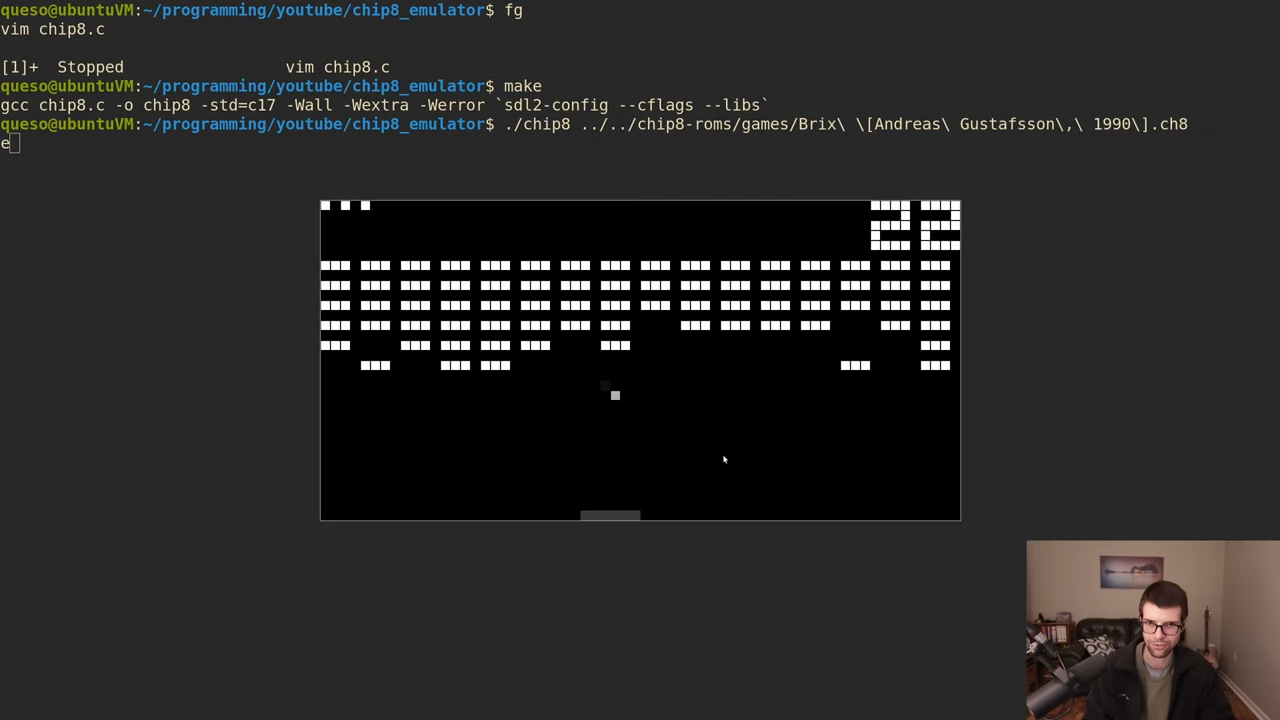 queso@ubuntuVM:~/programming/youtube/chip8_emulator$ fg
vim chip8.c
[1]+  Stopped                 vim chip8.c
queso@ubuntuVM:~/programming/youtube/chip8_emulator$ make
gcc chip8.c -o chip8 -std=c17 -Wall -Wextra -Werror `sdl2-config --cflags --libs`
queso@ubuntuVM:~/programming/youtube/chip8_emulator$ ./chip8 ../../chip8-roms/games/Brix\ \[Andreas\ Gustafsson\,\ 1990\].ch8
e
22